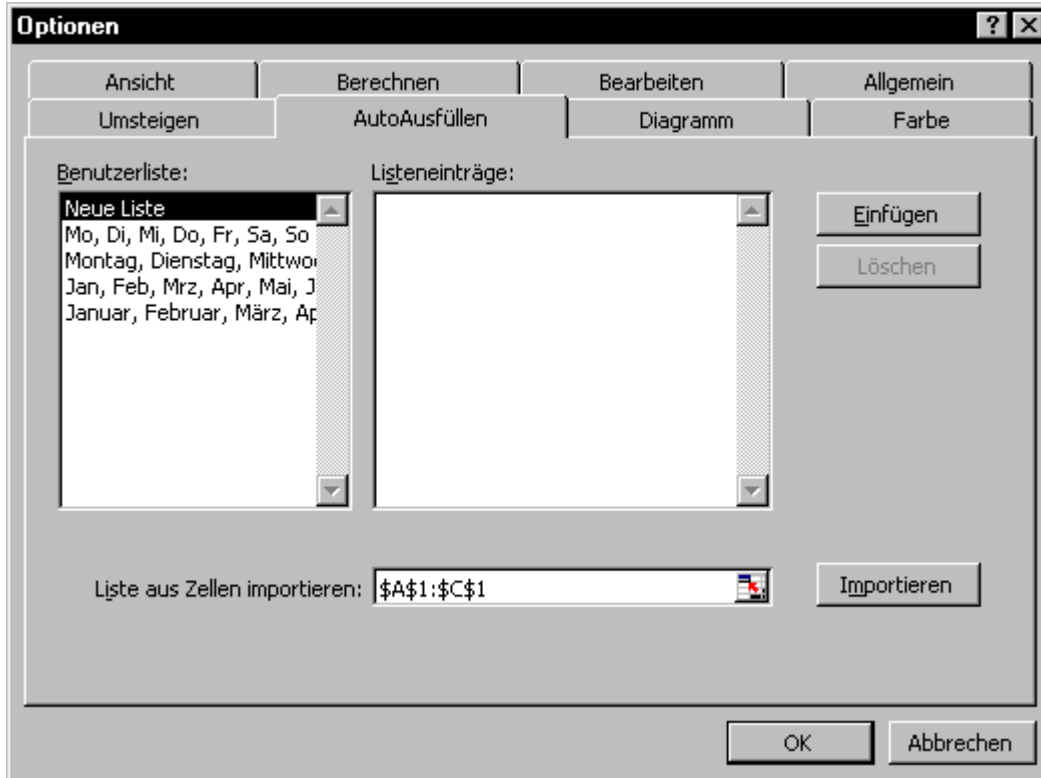 Optionen
Ansicht Berechnen Bearbeiten Allgemein
Umsteigen AutoAusfüllen Diagramm Farbe
Benutzerliste: Listeneinträge:
Neue Liste
Mo, Di, Mi, Do, Fr, Sa, So
Montag, Dienstag, Mittwo
Jan, Feb, Mrz, Apr, Mai, J
Januar, Februar, März, Ap
Einfügen
Löschen
Liste aus Zellen importieren: $A$1:$C$1 Importieren
OK Abbrechen